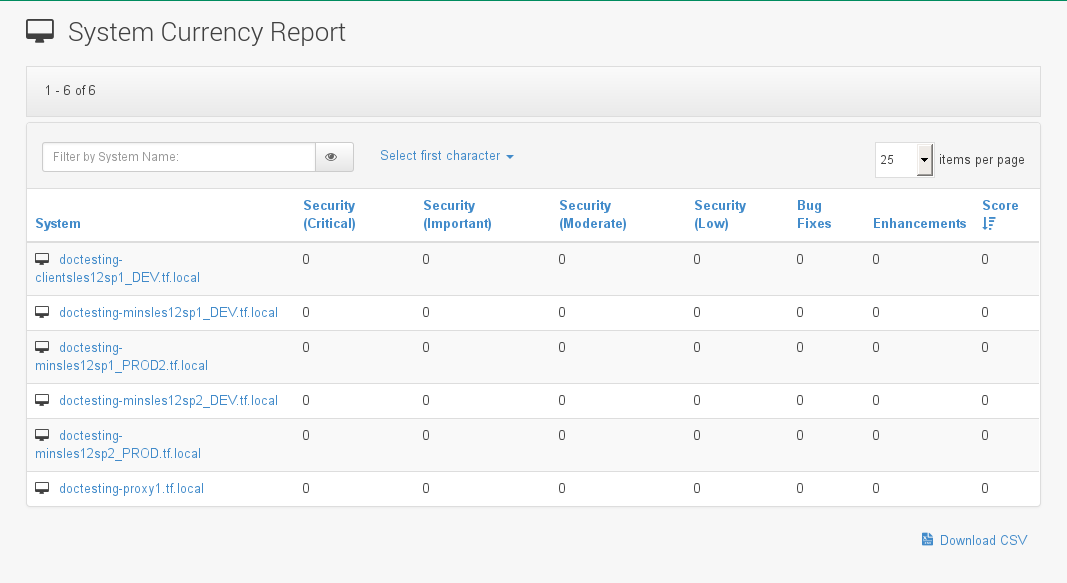 System Currency Report
1 - 6 of 6
Filter by System Name:
Select first character
25 items per page
System Security (Critical) Security (Important) Security (Moderate) Security (Low) Bug Fixes Enhancements Score
doctesting-
clientsles12sp1_DEV.tf.local 0 0 0 0 0 0 0
doctesting-minsles12sp1_DEV.tf.local 0 0 0 0 0 0 0
doctesting-
minsles12sp1_PROD2.tf.local 0 0 0 0 0 0 0
doctesting-minsles12sp2_DEV.tf.local 0 0 0 0 0 0 0
doctesting-
minsles12sp2_PROD.tf.local 0 0 0 0 0 0 0
doctesting-proxy1.tf.local 0 0 0 0 0 0 0
Download CSV